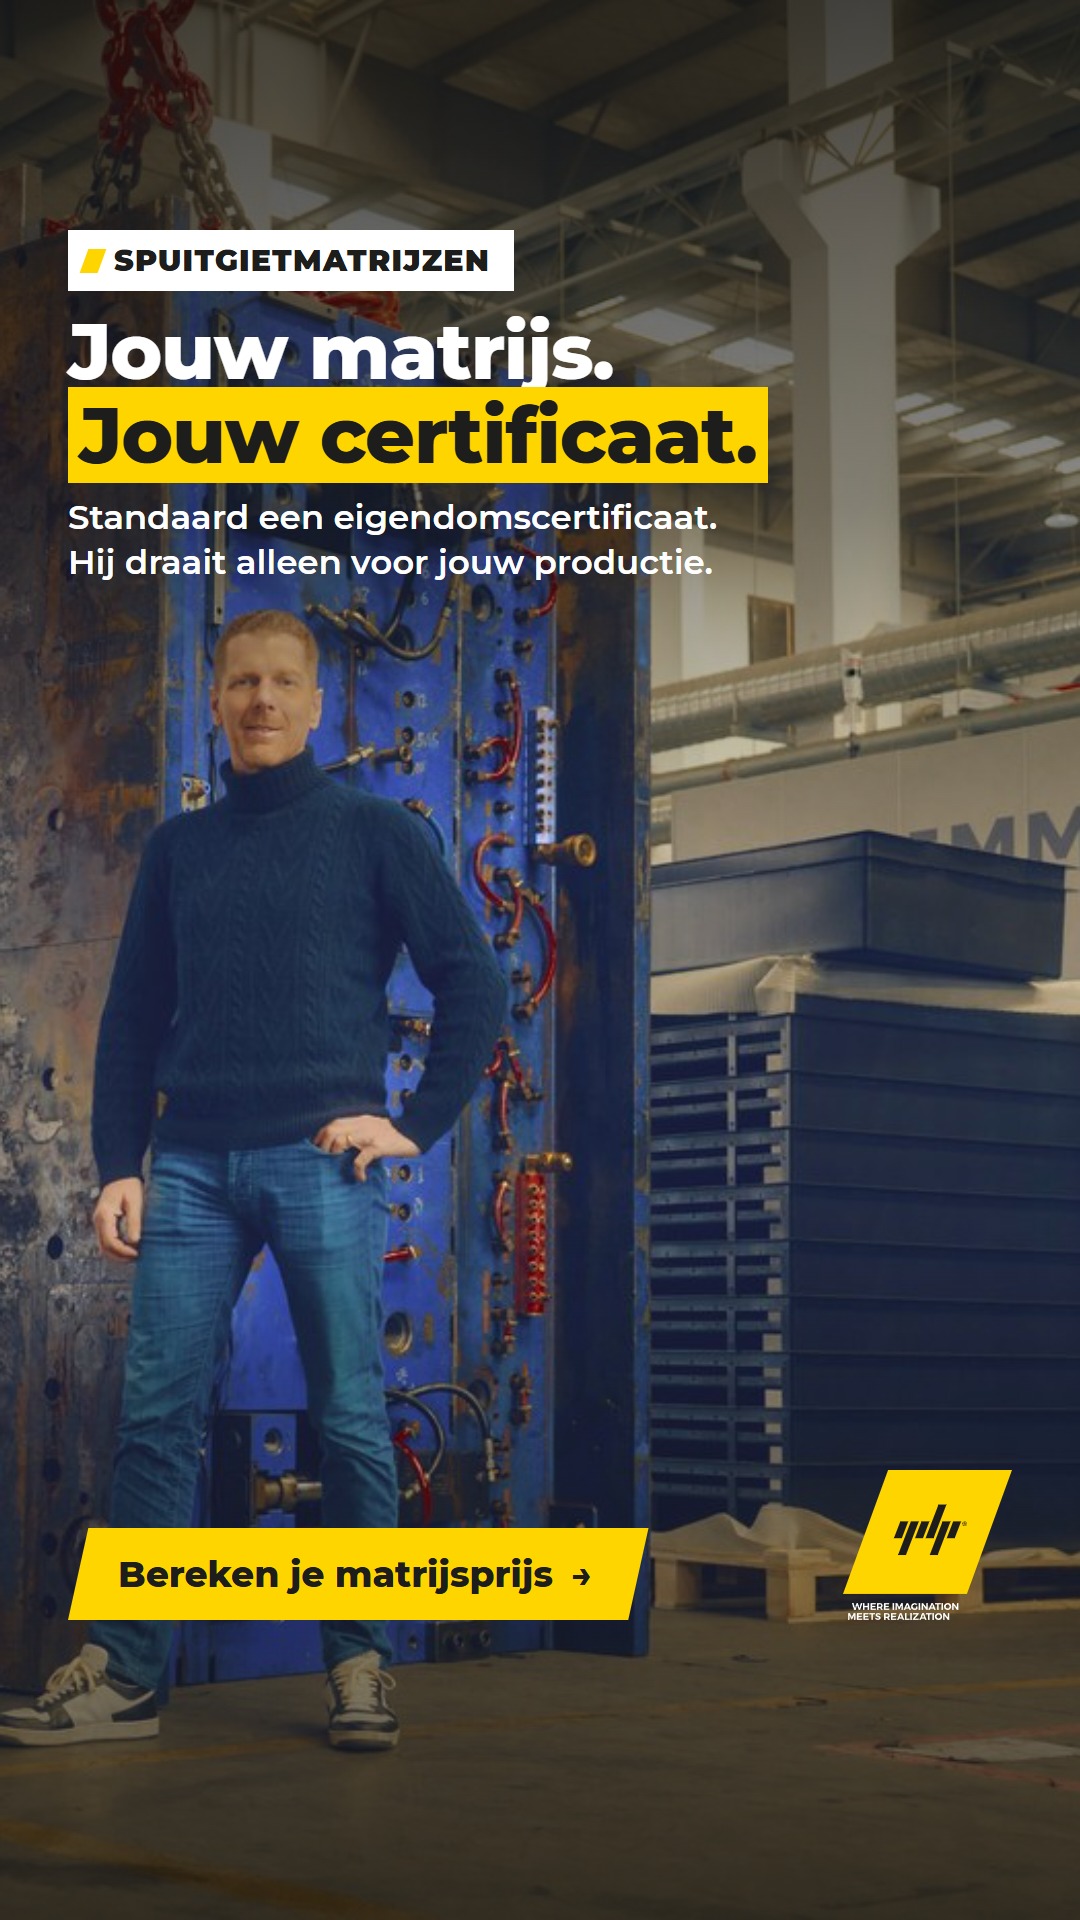 SPUITGIETMATRIJZEN
Jouw matrijs.
Jouw certificaat.
Standaard een eigendomscertificaat.
Hij draait alleen voor jouw productie.
Bereken je matrijsprijs →
WHERE IMAGINATION
MEETS REALIZATION